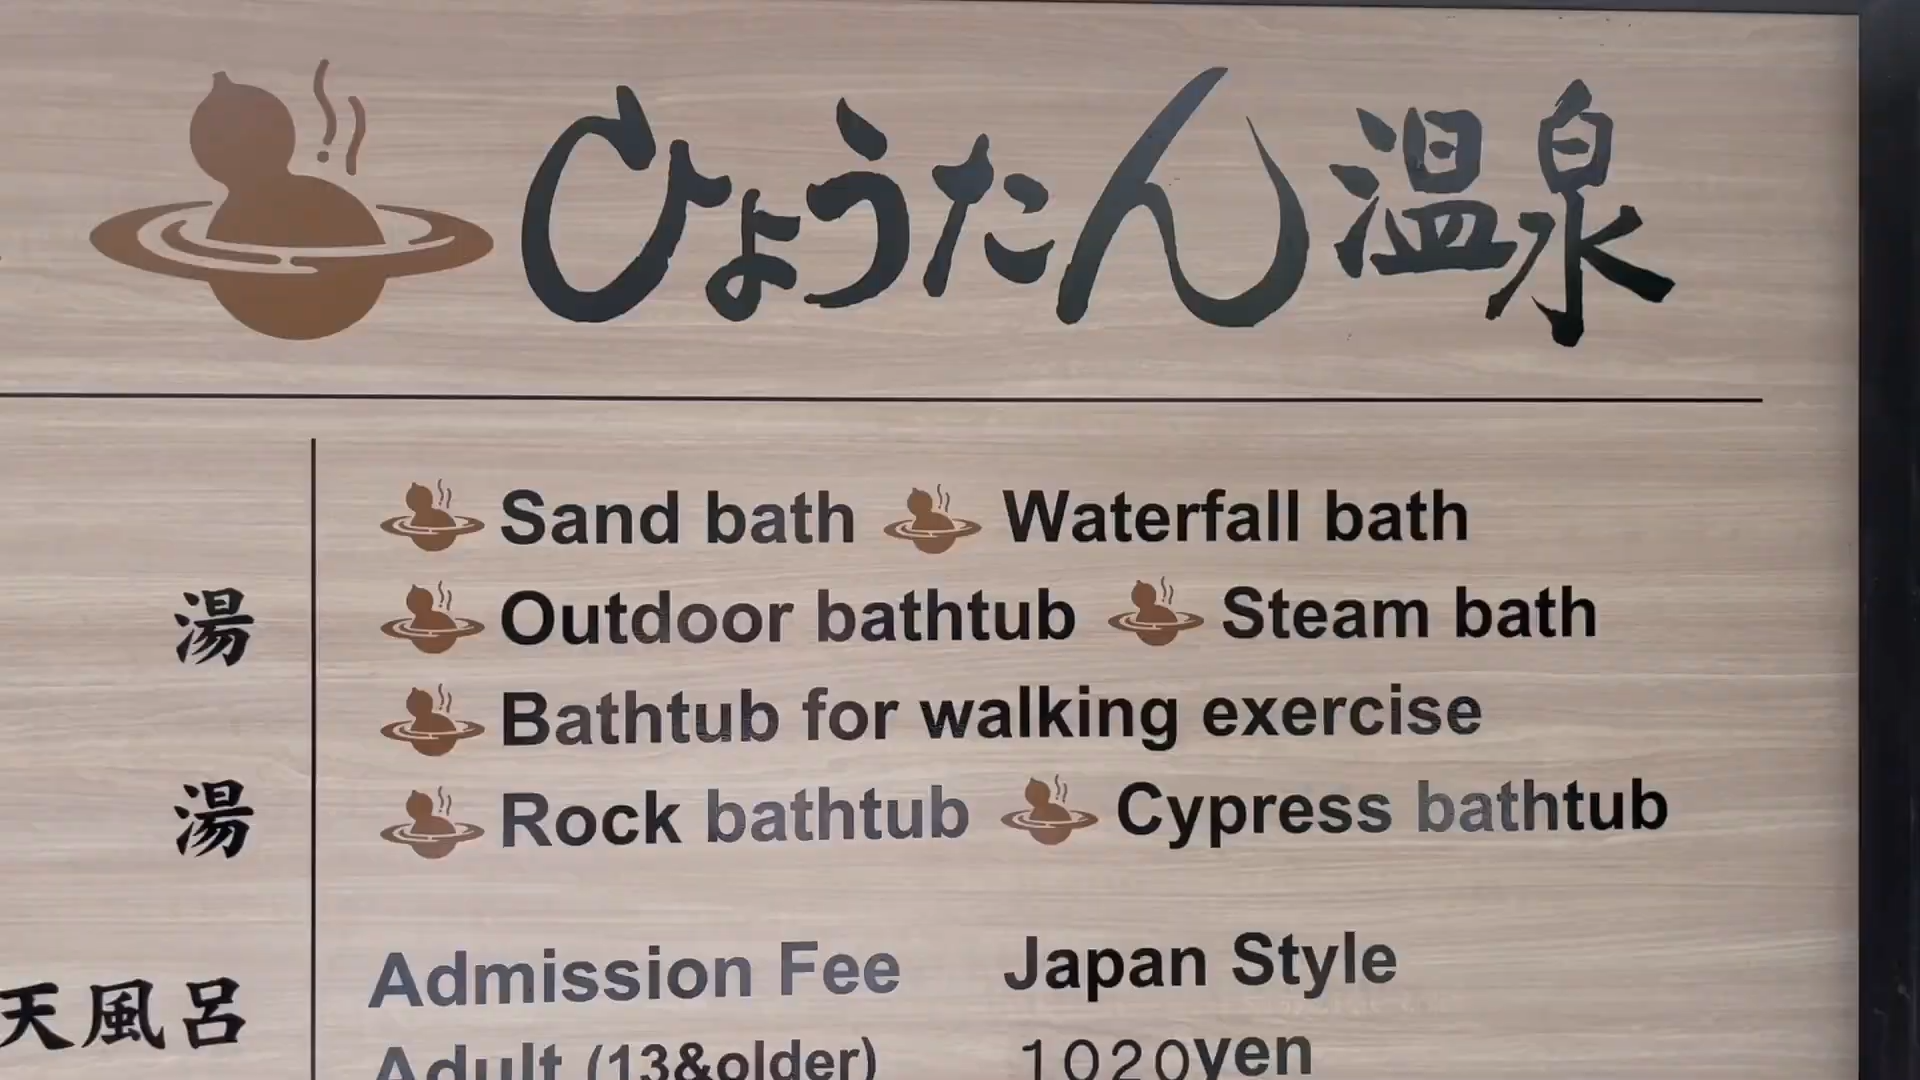 ひょうたん温泉
Sand bath Waterfall bath
湯 Outdoor bathtub Steam bath
Bathtub for walking exercise
湯 Rock bathtub Cypress bathtub
Admission Fee Japan Style
天風呂
Adult (13&older) 1020yen